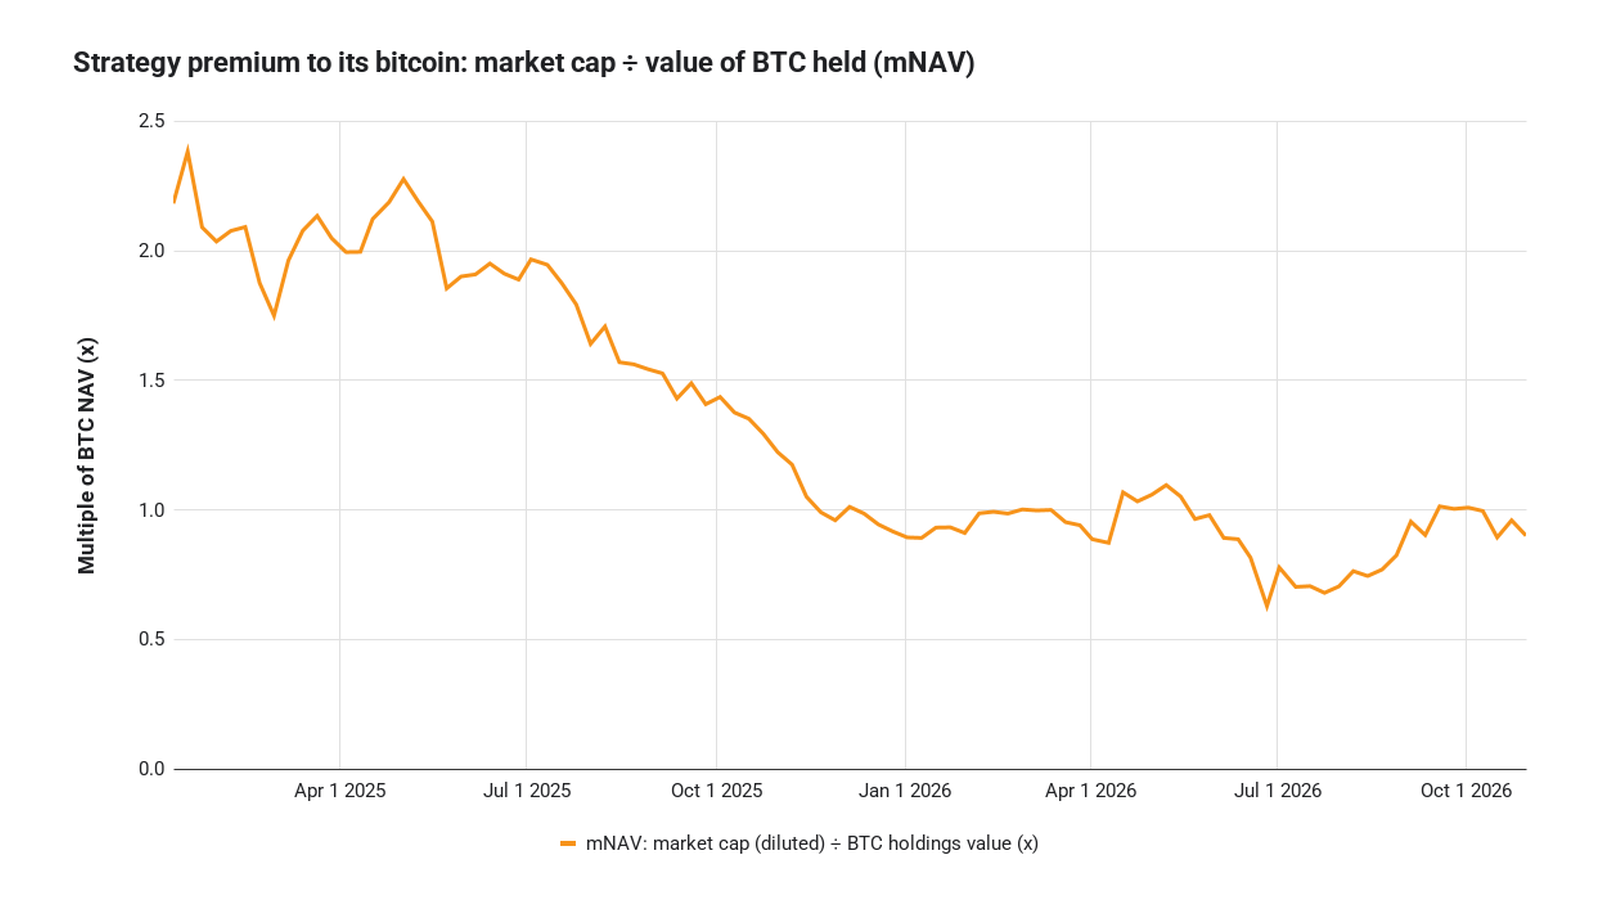 Strategy premium to its bitcoin: market cap ÷ value of BTC held (mNAV)
Multiple of BTC NAV (x)
2.5
2.0
1.5
1.0
0.5
0.0
Apr 1 2025
Jul 1 2025
Oct 1 2025
Jan 1 2026
Apr 1 2026
Jul 1 2026
Oct 1 2026
mNAV: market cap (diluted) ÷ BTC holdings value (x)